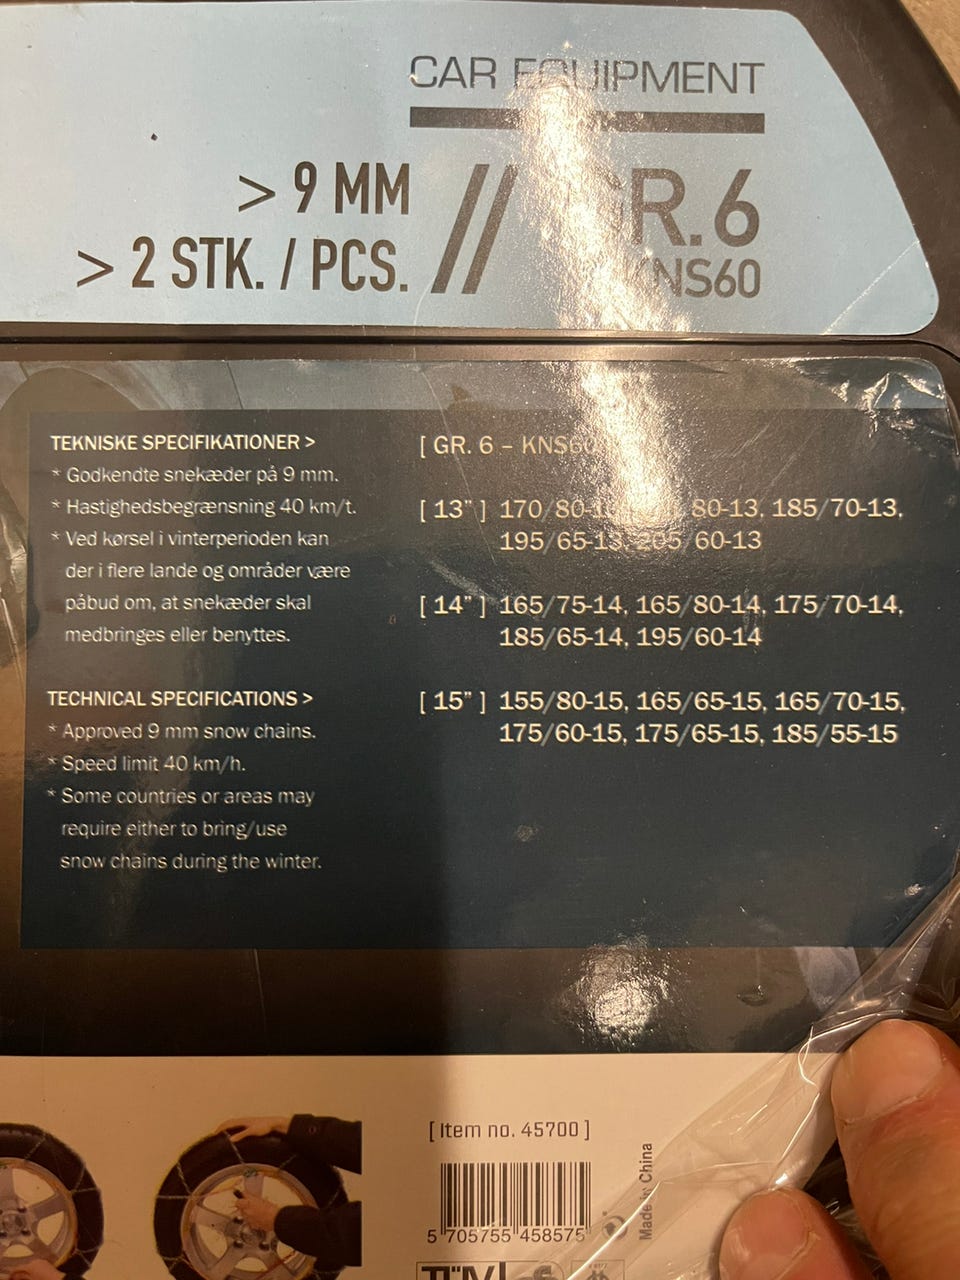 CAR EQUIPMENT
> 9 MM
> 2 STK. / PCS.
// GR. 6
KNS60
TEKNISKE SPECIFIKATIONER >
* Godkendte snekæder på 9 mm.
* Hastighedsbegrænsning 40 km/t.
* Ved kørsel i vinterperioden kan
der i flere lande og områder være
påbud om, at snekæder skal
medbringes eller benyttes.
TECHNICAL SPECIFICATIONS >
* Approved 9 mm snow chains.
* Speed limit 40 km/h.
* Some countries or areas may
require either to bring/use
snow chains during the winter.
[ GR. 6 – KNS60
[ 13" ] 170/80-13, 80-13, 185/70-13,
195/65-13, 205/60-13
[ 14" ] 165/75-14, 165/80-14, 175/70-14,
185/65-14, 195/60-14
[ 15" ] 155/80-15, 165/65-15, 165/70-15,
175/60-15, 175/65-15, 185/55-15
[ Item no. 45700 ]
5 705755 458575
Made in China
TÜV
GS